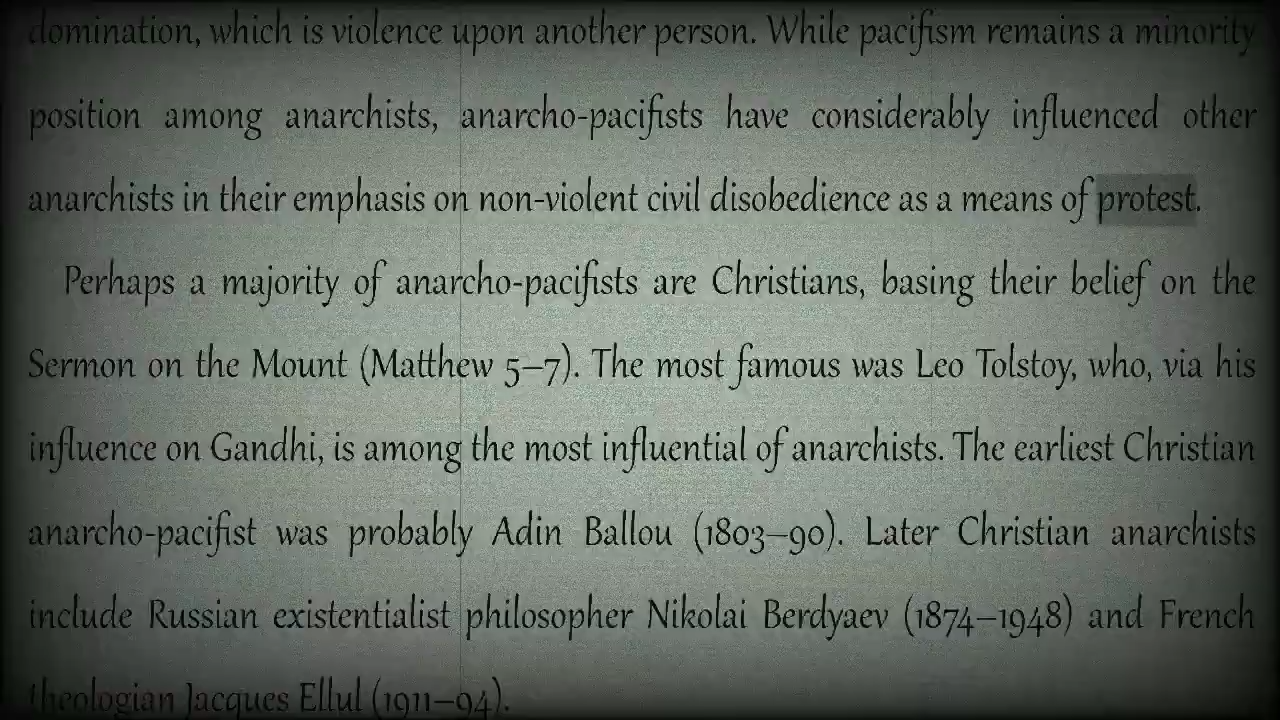 domination, which is violence upon another person. While pacifism remains a minority
position among anarchists, anarcho-pacifists have considerably influenced other
anarchists in their emphasis on non-violent civil disobedience as a means of protest.
Perhaps a majority of anarcho-pacifists are Christians, basing their belief on the
Sermon on the Mount (Matthew 5–7). The most famous was Leo Tolstoy, who, via his
influence on Gandhi, is among the most influential of anarchists. The earliest Christian
anarcho-pacifist was probably Adin Ballou (1803–90). Later Christian anarchists
include Russian existentialist philosopher Nikolai Berdyaev (1874–1948) and French
theologian Jacques Ellul (1911–94).